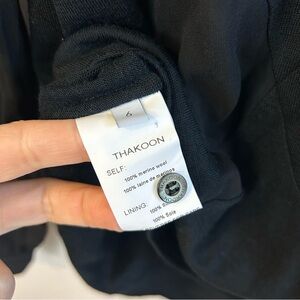 6
THAKOON
SELF:
100% merino wool
100% laine de merinos
LINING:
100%
100% Soie